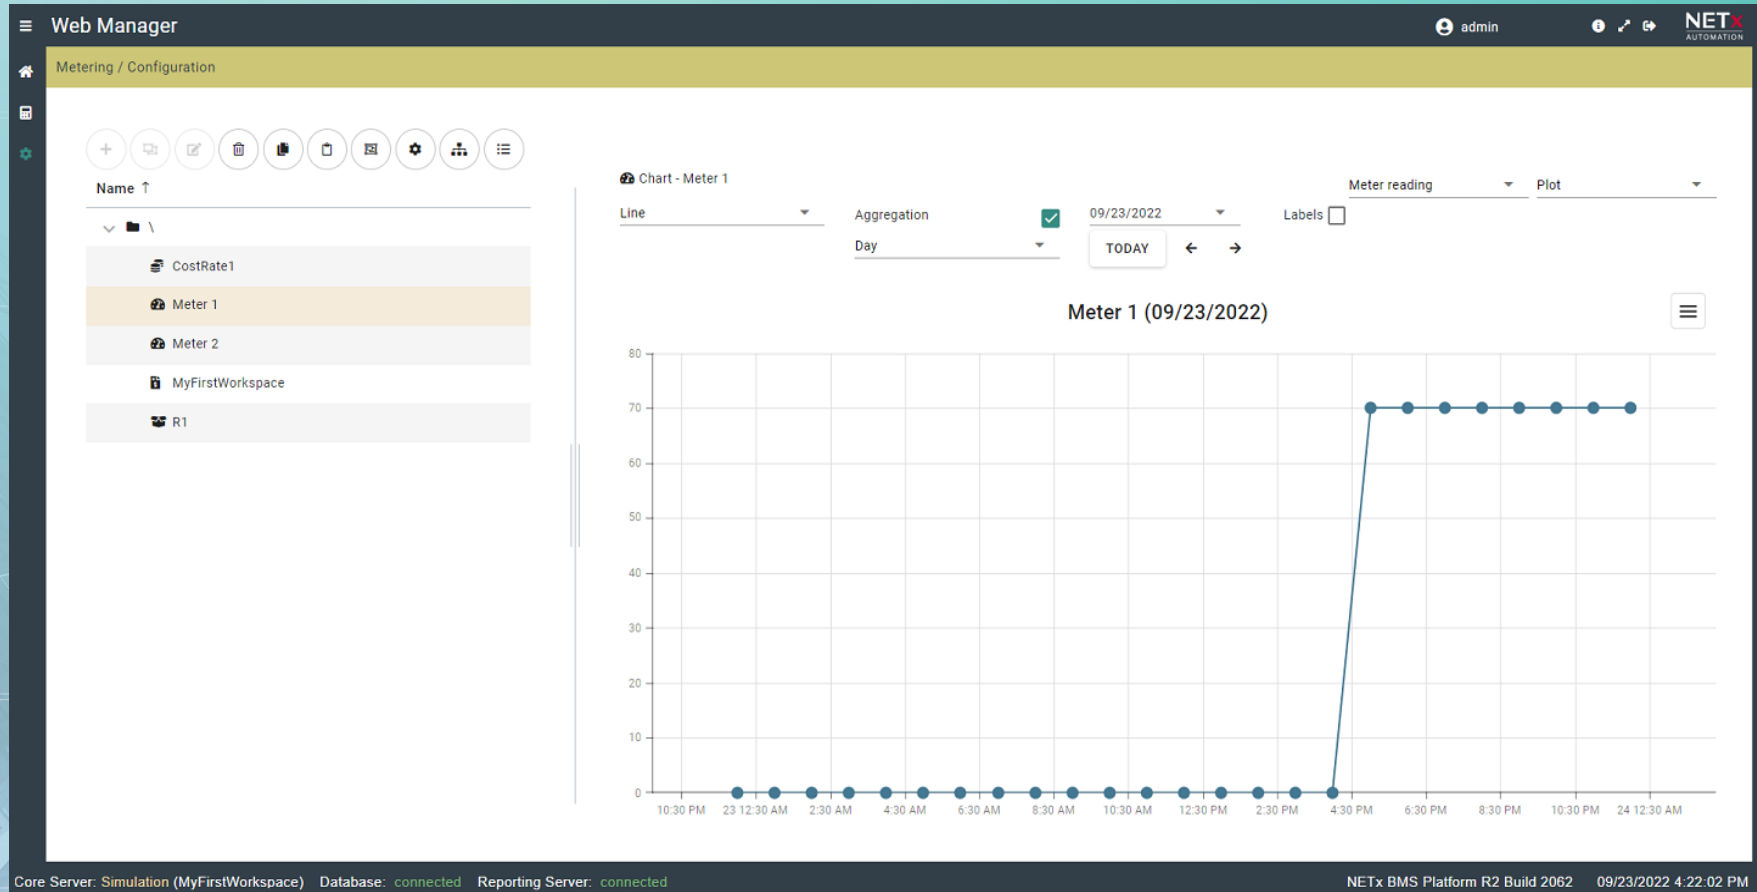 Web Manager
admin
NETx
AUTOMATION
Metering / Configuration
Name ↑
\
CostRate1
Meter 1
Meter 2
MyFirstWorkspace
R1
Chart - Meter 1
Meter reading
Plot
Line
Aggregation
09/23/2022
Labels
Day
TODAY
Meter 1 (09/23/2022)
80
70
60
50
40
30
20
10
0
10:30 PM 23 12:30 AM 2:30 AM 4:30 AM 6:30 AM 8:30 AM 10:30 AM 12:30 PM 2:30 PM 4:30 PM 6:30 PM 8:30 PM 10:30 PM 24 12:30 AM
Core Server: Simulation (MyFirstWorkspace) Database: connected Reporting Server: connected
NETx BMS Platform R2 Build 2062 09/23/2022 4:22:02 PM